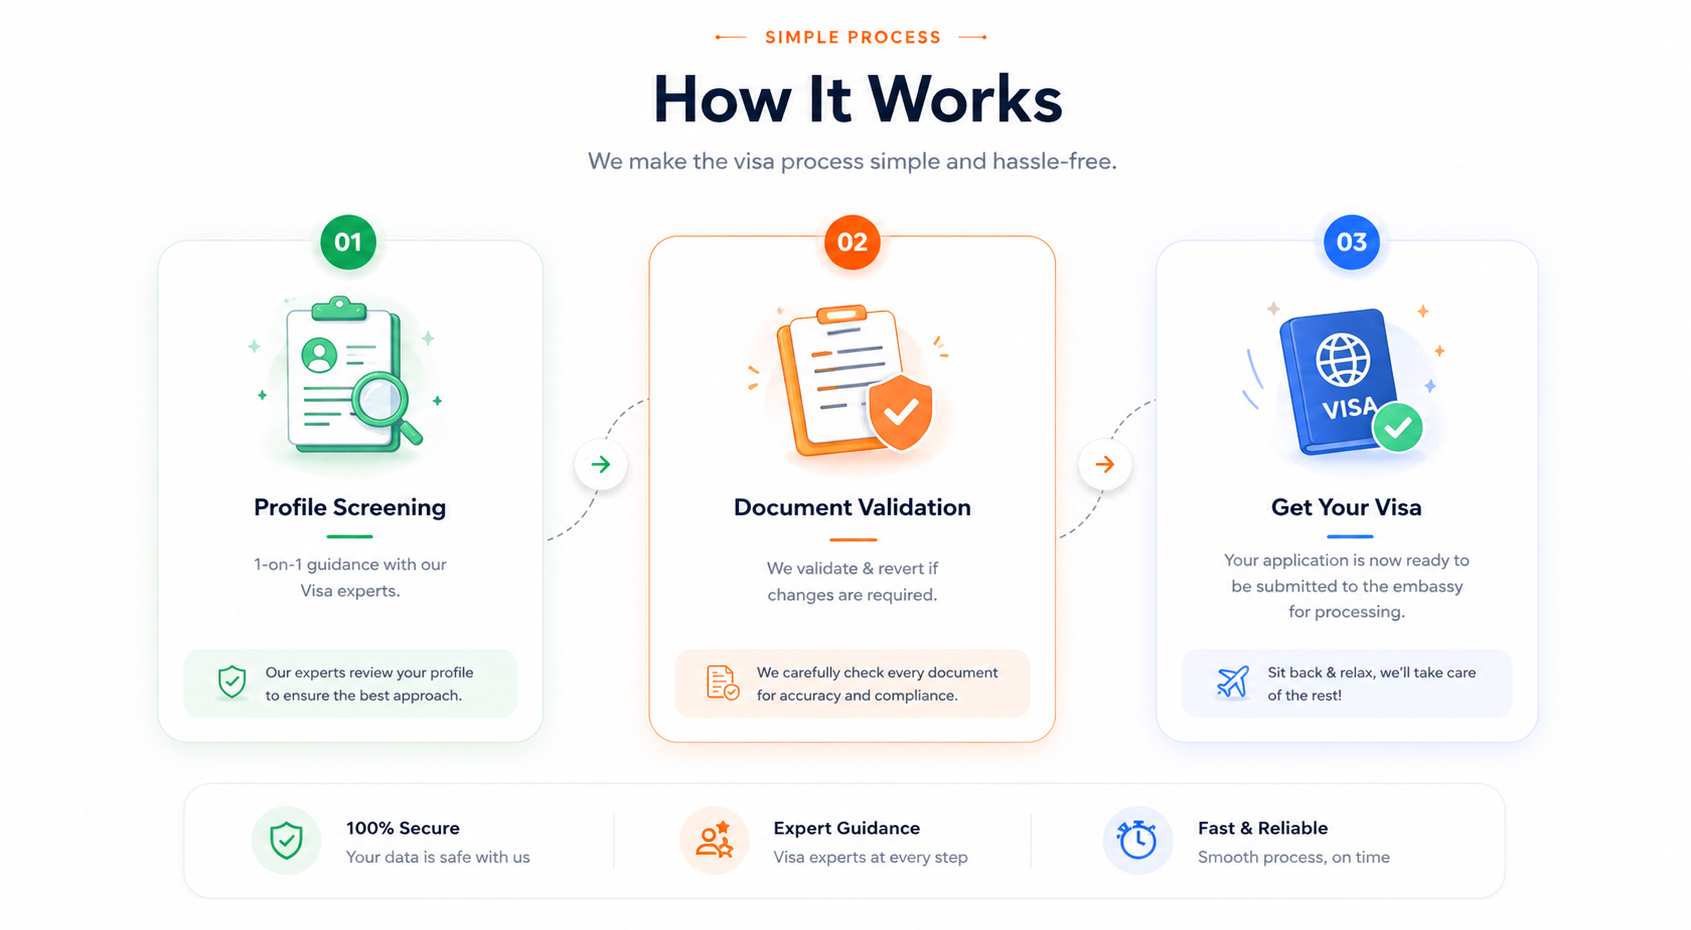 SIMPLE PROCESS
How It Works
We make the visa process simple and hassle-free.
01
Profile Screening
1-on-1 guidance with our
Visa experts.
Our experts review your profile
to ensure the best approach.
02
Document Validation
We validate & revert if
changes are required.
We carefully check every document
for accuracy and compliance.
03
VISA
Get Your Visa
Your application is now ready to
be submitted to the embassy
for processing.
Sit back & relax, we’ll take care
of the rest!
100% Secure
Your data is safe with us
Expert Guidance
Visa experts at every step
Fast & Reliable
Smooth process, on time